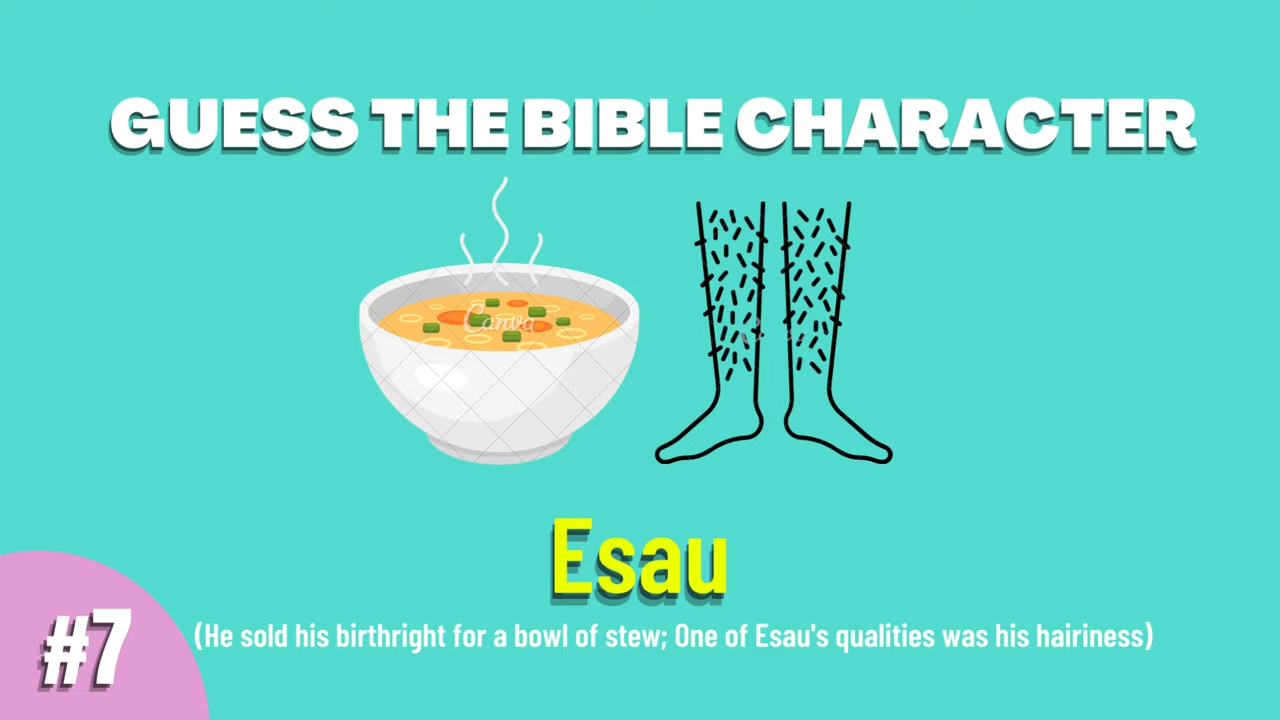 GUESS THE BIBLE CHARACTER
Canva
Esau
#7
(He sold his birthright for a bowl of stew; One of Esau's qualities was his hairiness)